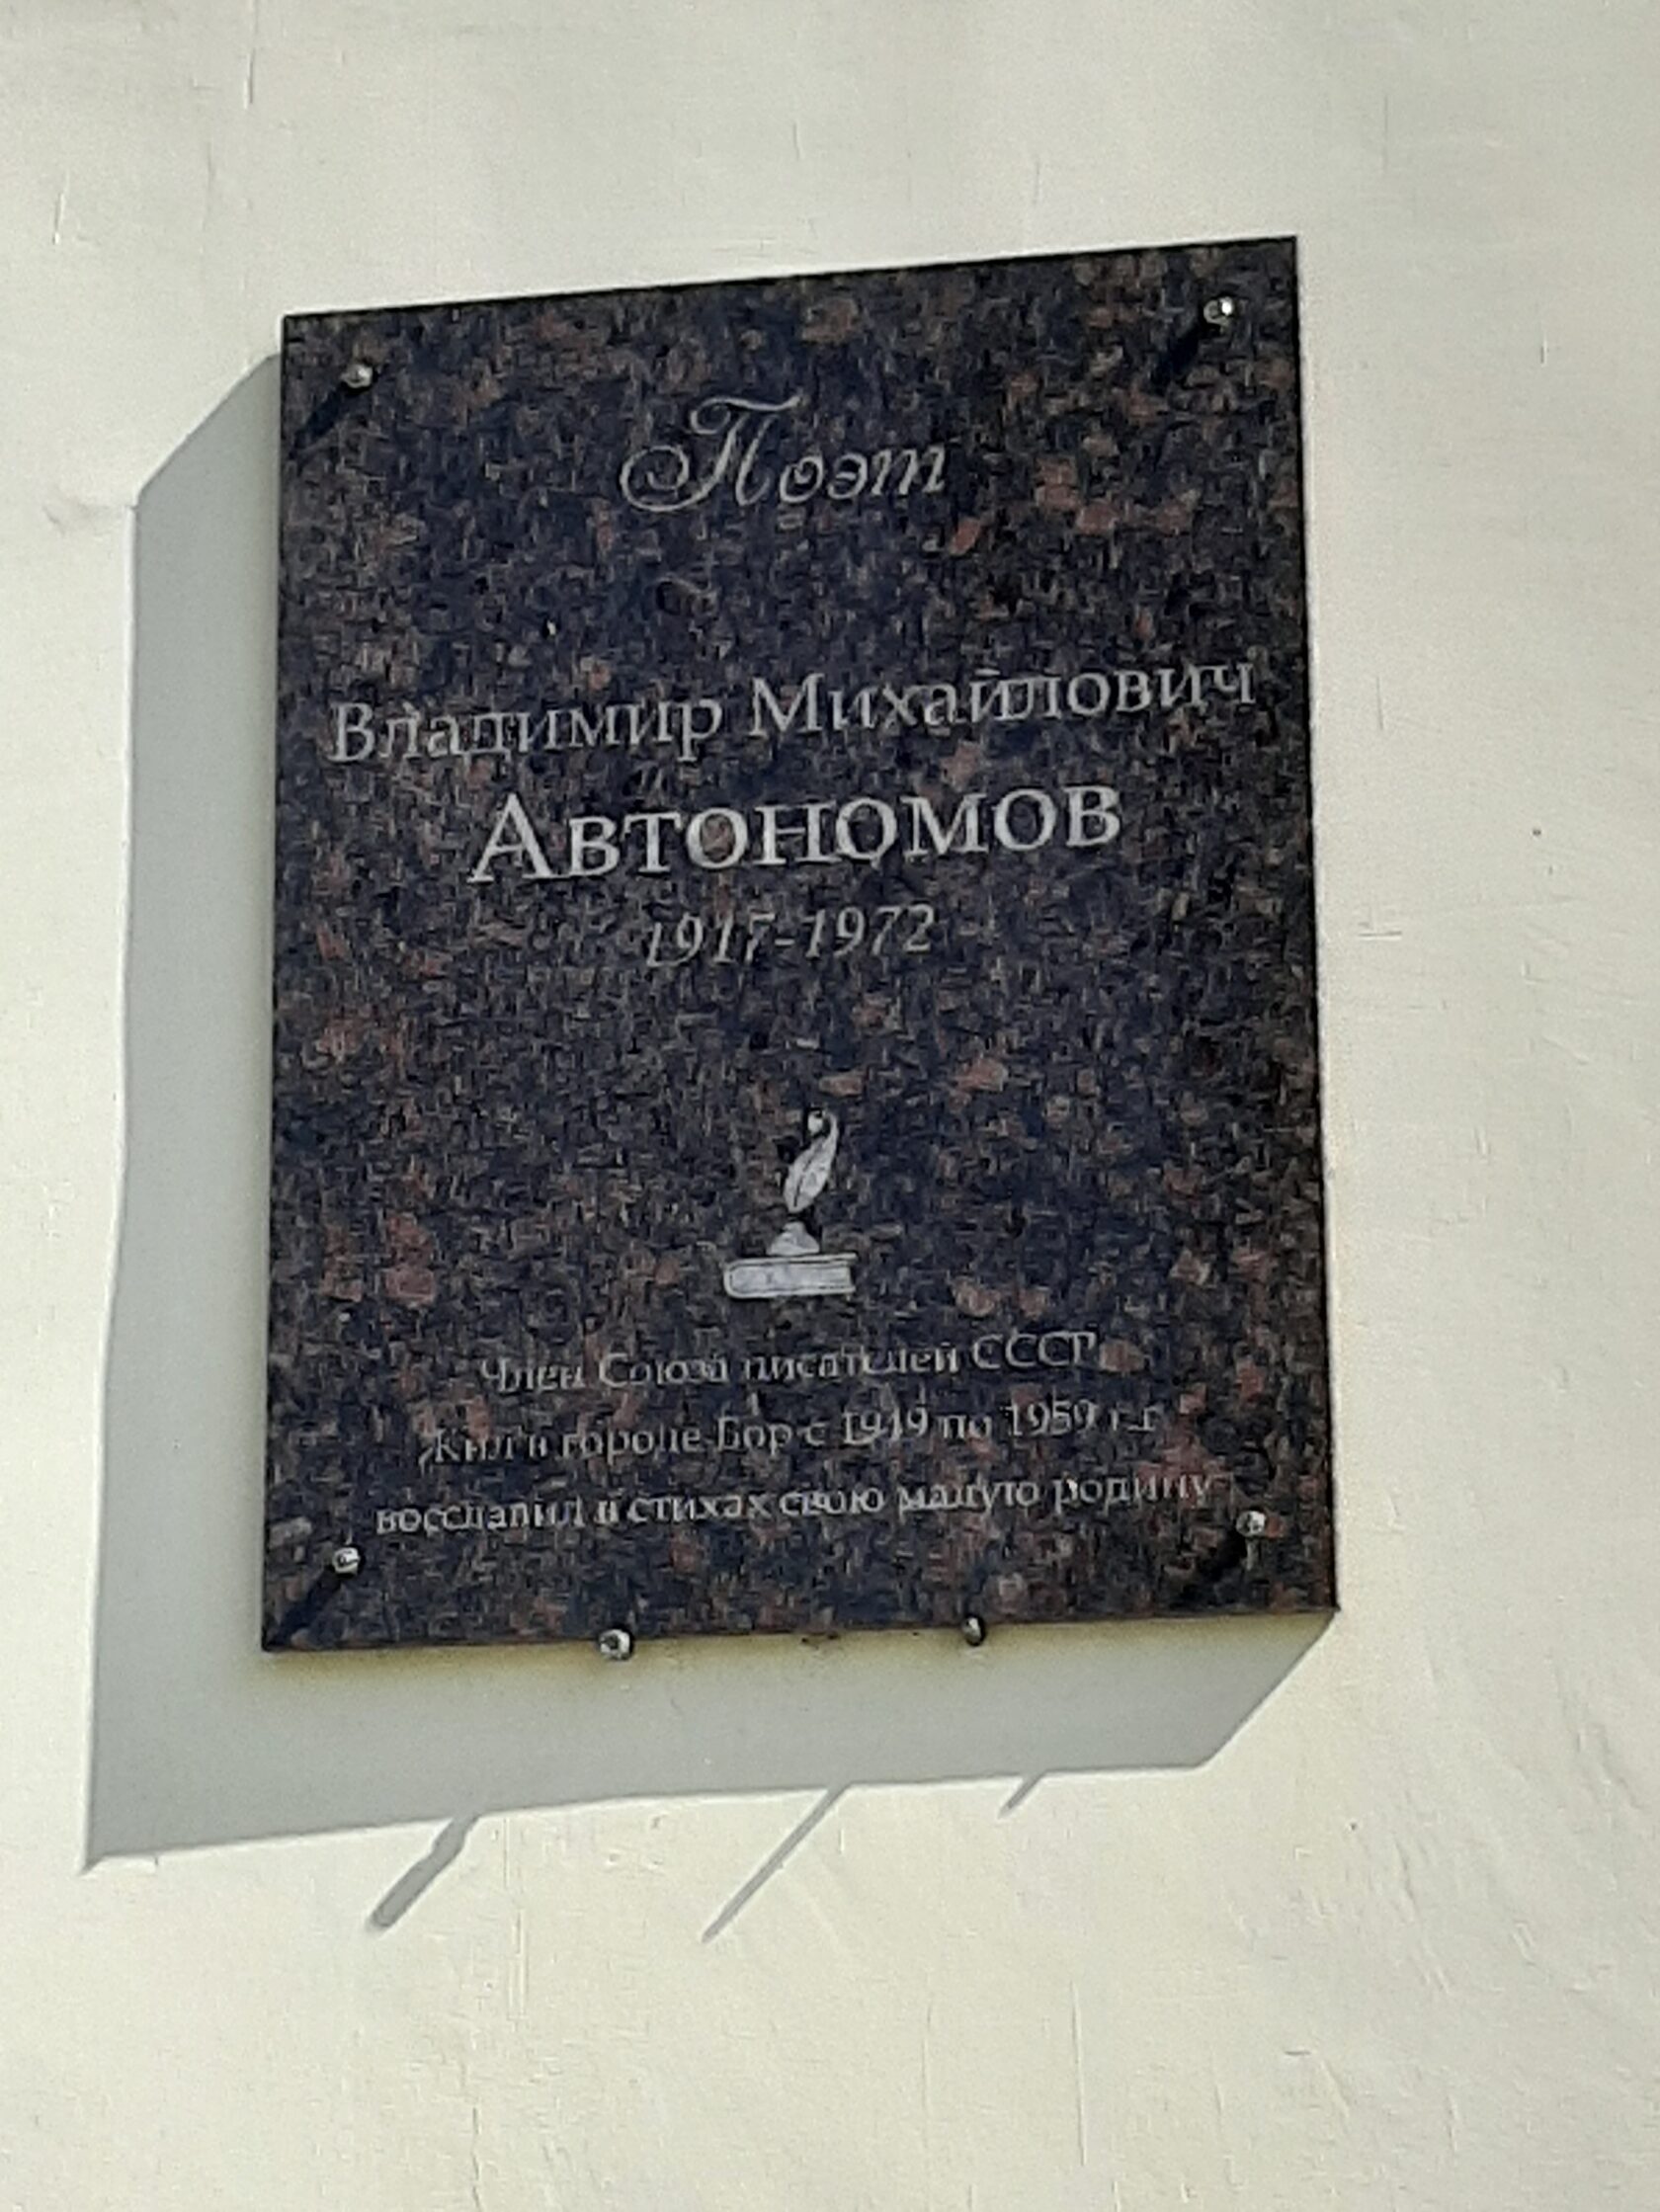 Поэт
Владимир Михайлович
Автономов
1917-1972
Член Союза писателей СССР
Жил в городе Бор с 1949 по 1959 г.г
восславил в стихах свою малую родину